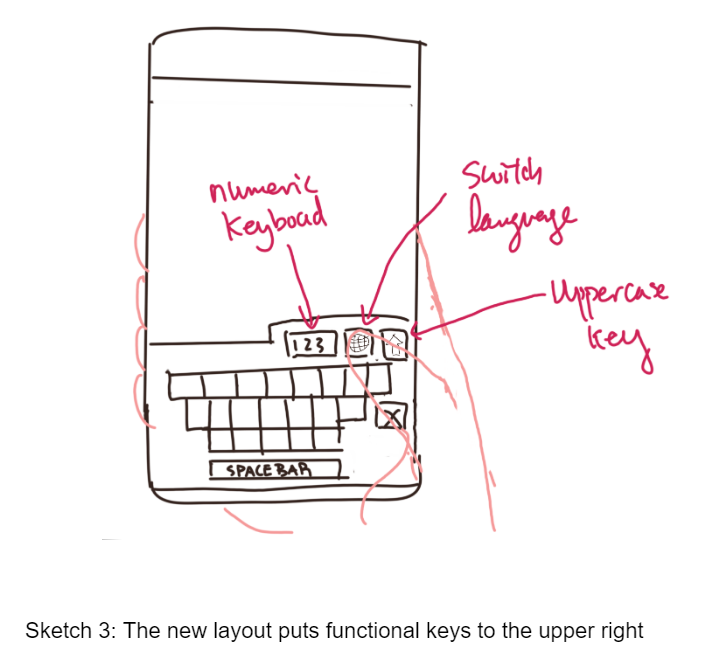 numeric
Keyboad
Switch
language
Uppercase
key
123
X
SPACE BAR
Sketch 3: The new layout puts functional keys to the upper right